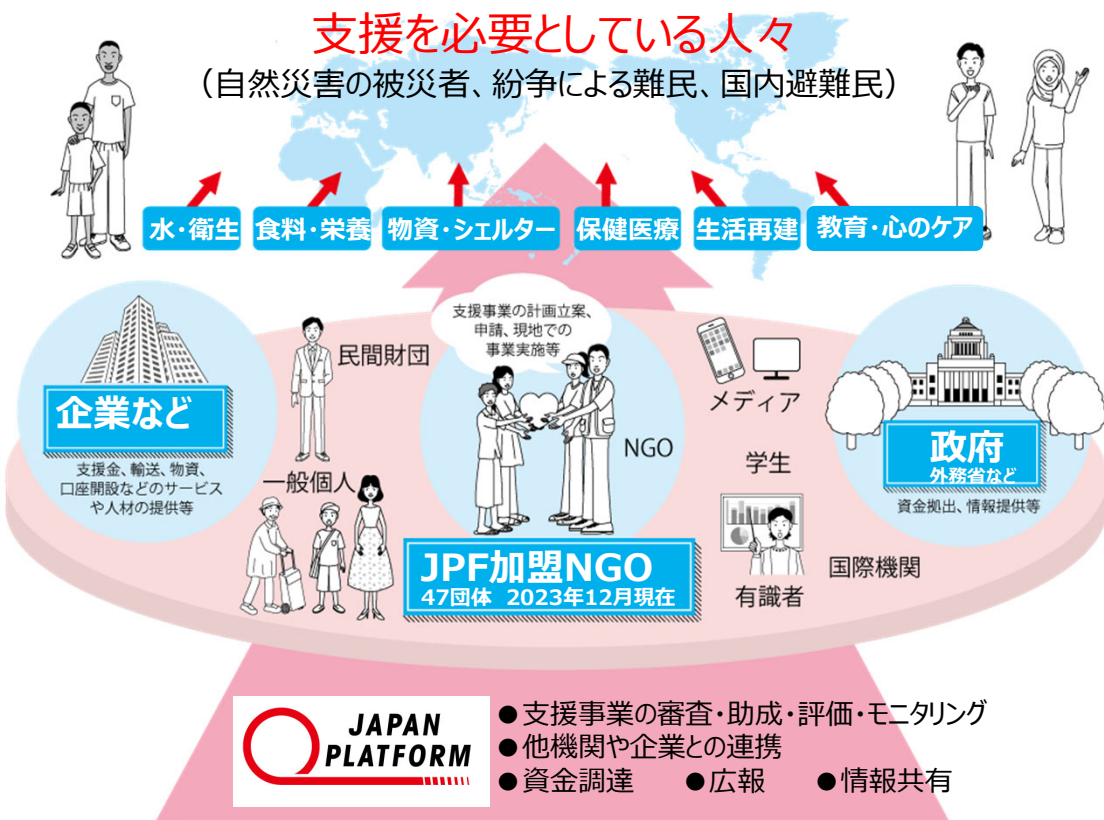 支援を必要としている人々
（自然災害の被災者、紛争による難民、国内避難民）
水・衛生
食料・栄養
物資・シェルター
保健医療
生活再建
教育・心のケア
企業など
支援金、輸送、物資、
口座開設などのサービス
や人材の提供等
民間財団
一般個人
支援事業の計画立案、
申請、現地での
事業実施等
NGO
JPF加盟NGO
47団体 2023年12月現在
メディア
学生
有識者
国際機関
政府
外務省など
資金拠出、情報提供等
JAPAN
PLATFORM
●支援事業の審査・助成・評価・モニタリング
●他機関や企業との連携
●資金調達 ●広報 ●情報共有